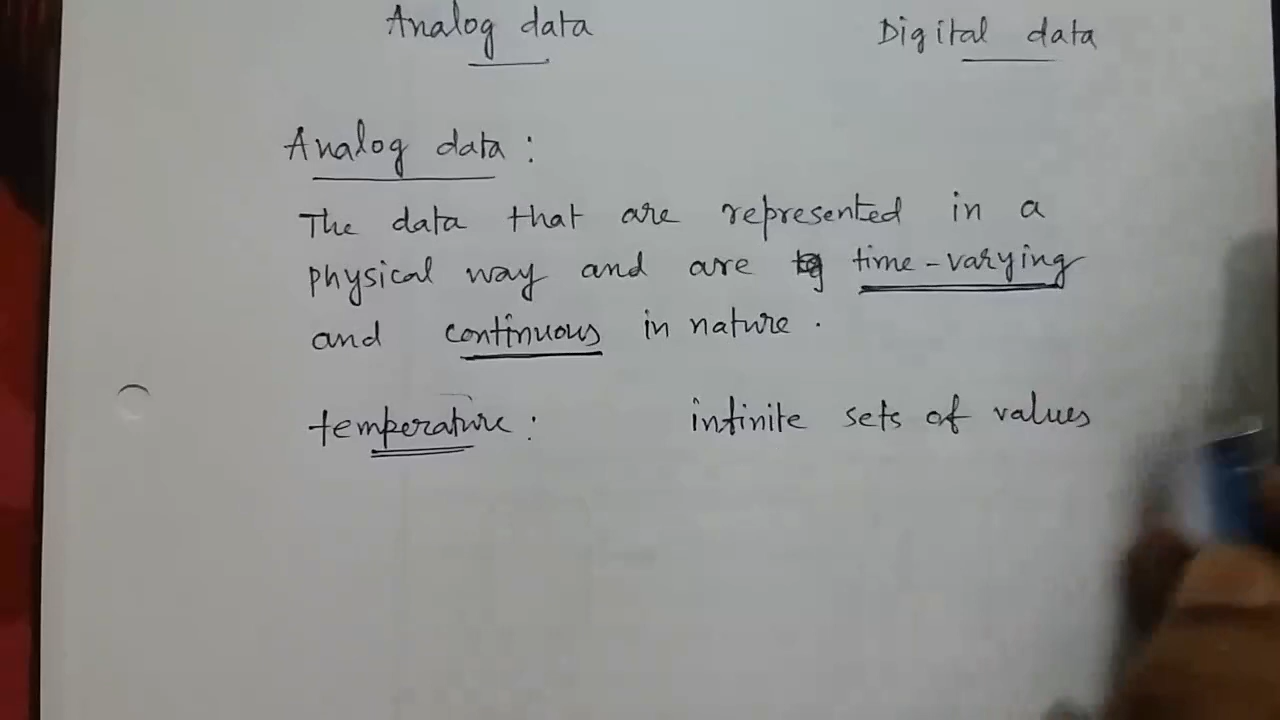 Analog data Digital data
Analog data :
The data that are represented in a
physical way and are time-varying
and continuous in nature.
temperature : infinite sets of values